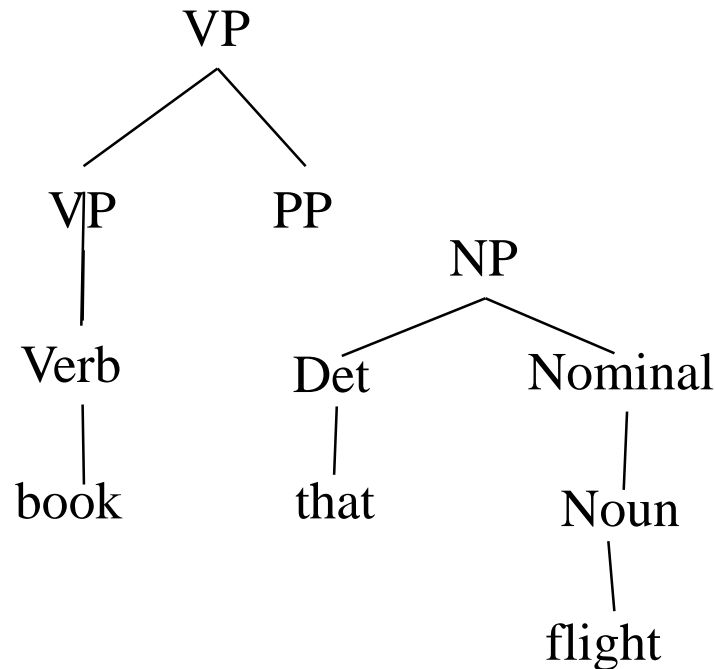 VP
VP PP
NP
Verb Det Nominal
book that Noun
flight